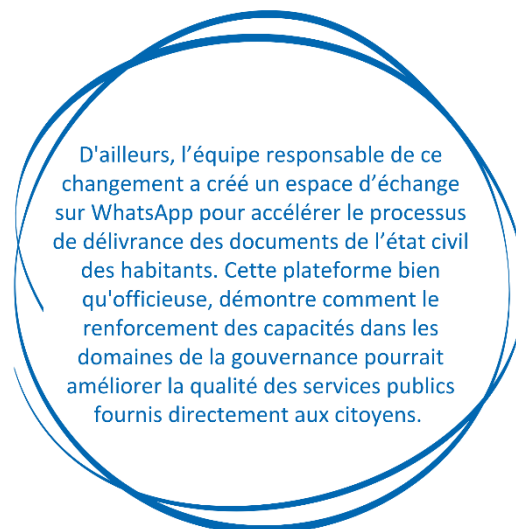 D'ailleurs, l’équipe responsable de ce
changement a créé un espace d’échange
sur WhatsApp pour accélérer le processus
de délivrance des documents de l’état civil
des habitants. Cette plateforme bien
qu'officieuse, démontre comment le
renforcement des capacités dans les
domaines de la gouvernance pourrait
améliorer la qualité des services publics
fournis directement aux citoyens.